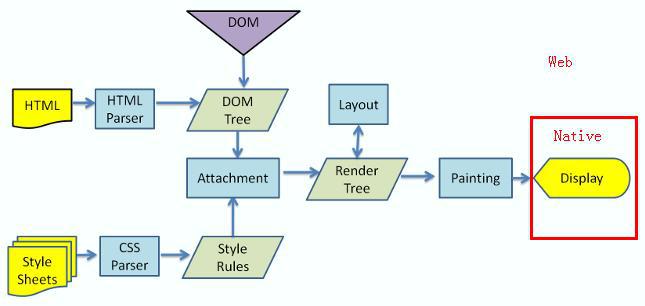 DOM
Web
HTML
HTML
Parser
DOM
Tree
Layout
Native
Attachment
Render
Tree
Painting
Display
Style
Sheets
CSS
Parser
Style
Rules